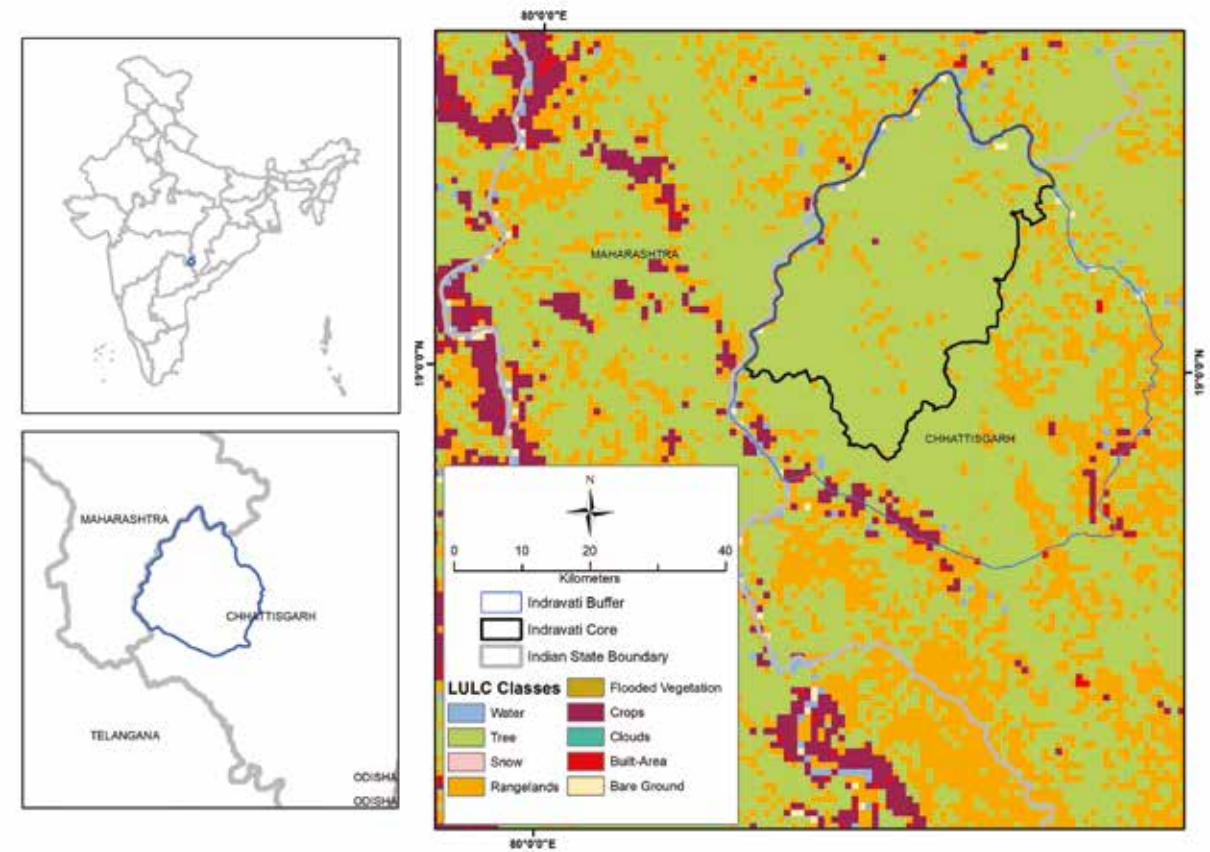 80°0'0"E
MAHARASHTRA
CHHATTISGARH
19°0'0"N
19°0'0"N
80°0'0"E
N
0 10 20 40
Kilometers
Indravati Buffer
Indravati Core
Indian State Boundary
LULC Classes
Water
Tree
Snow
Rangelands
Flooded Vegetation
Crops
Clouds
Built-Area
Bare Ground
MAHARASHTRA
CHHATTISGARH
TELANGANA
ODISHA
ODISHA